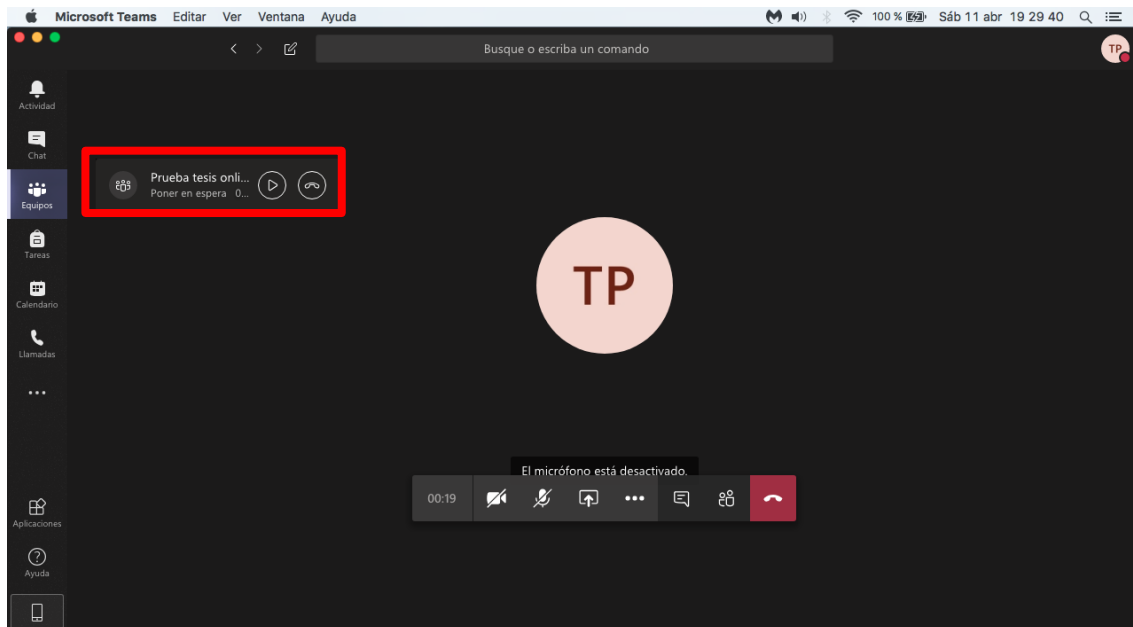 Microsoft Teams Editar Ver Ventana Ayuda 100 % Sáb 11 abr 19 29 40
Busque o escriba un comando
TP
Actividad
Chat
Prueba tesis onli...
Poner en espera 0...
Equipos
Tareas
TP
Calendario
Llamadas
El micrófono está desactivado.
00:19
Aplicaciones
Ayuda